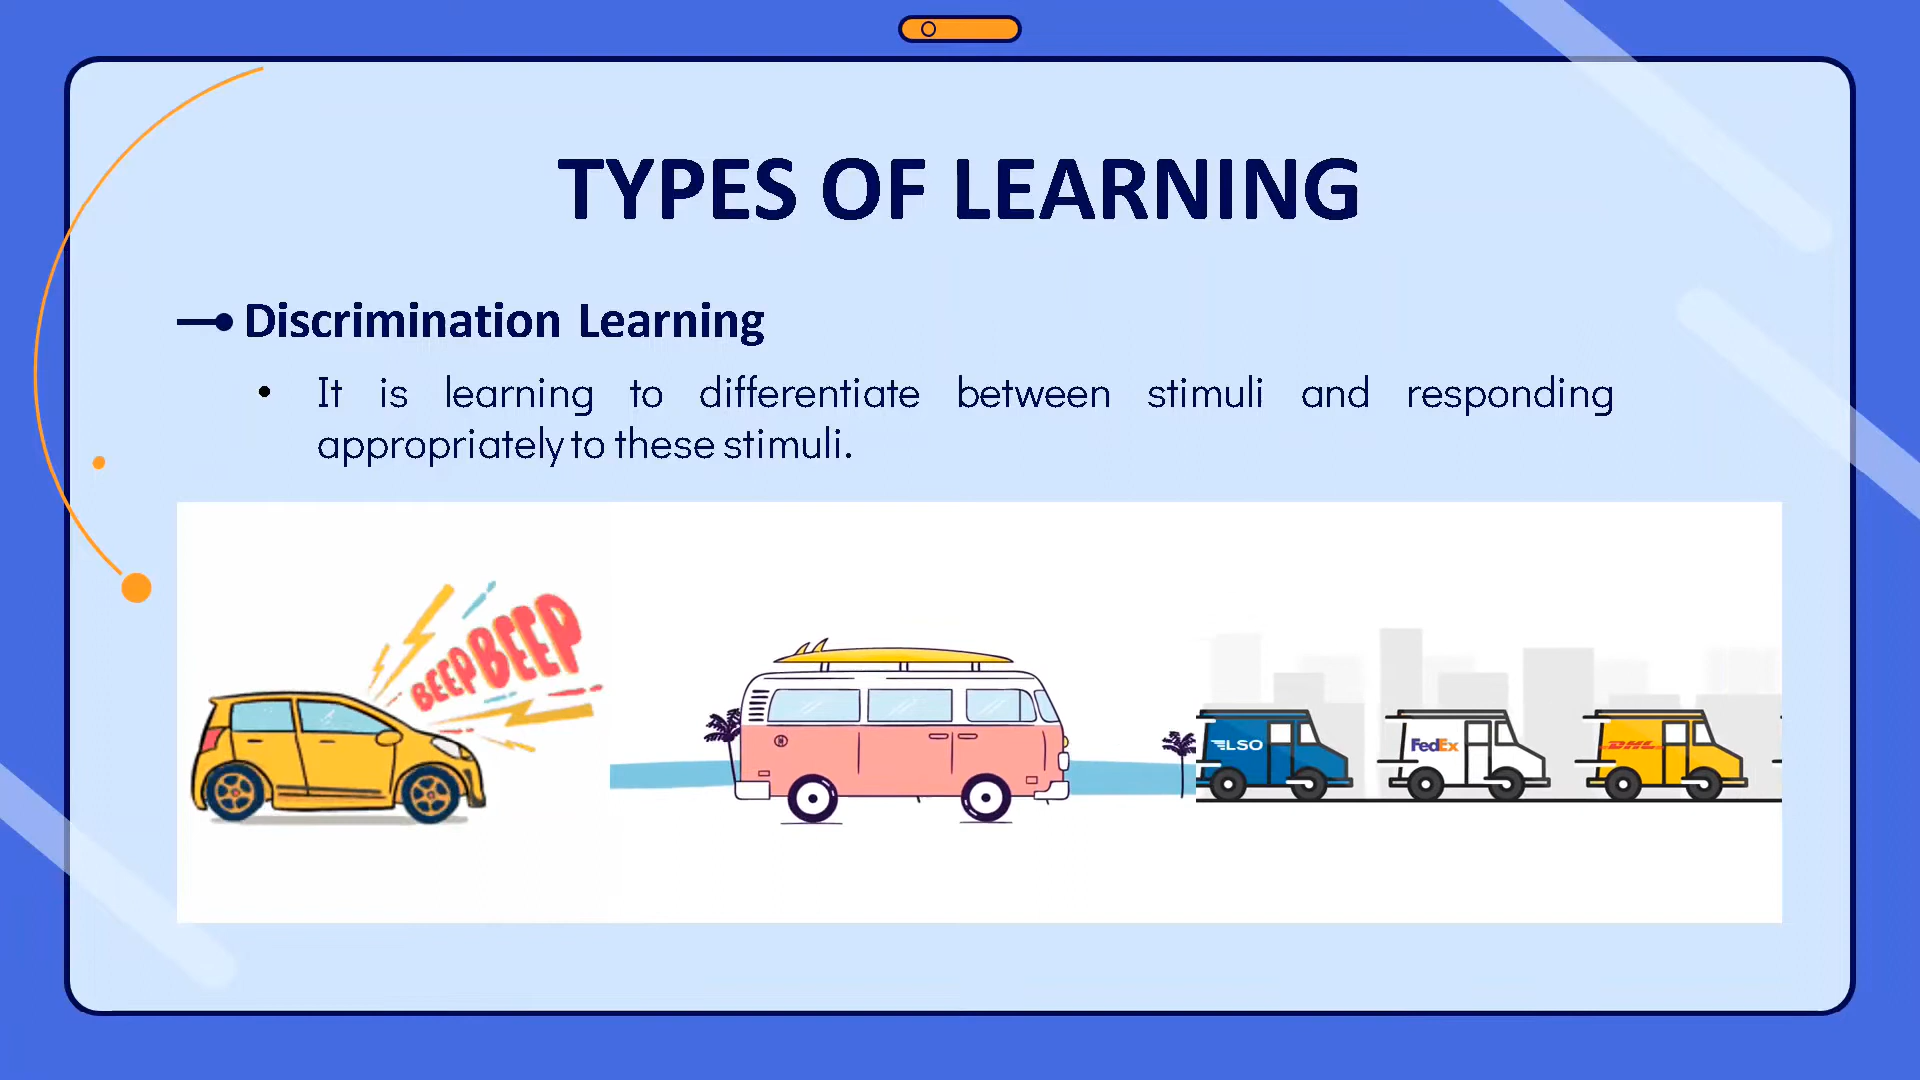 TYPES OF LEARNING
Discrimination Learning
• It is learning to differentiate between stimuli and responding
appropriately to these stimuli.
BEEP BEEP
LSO
FedEx
DHL